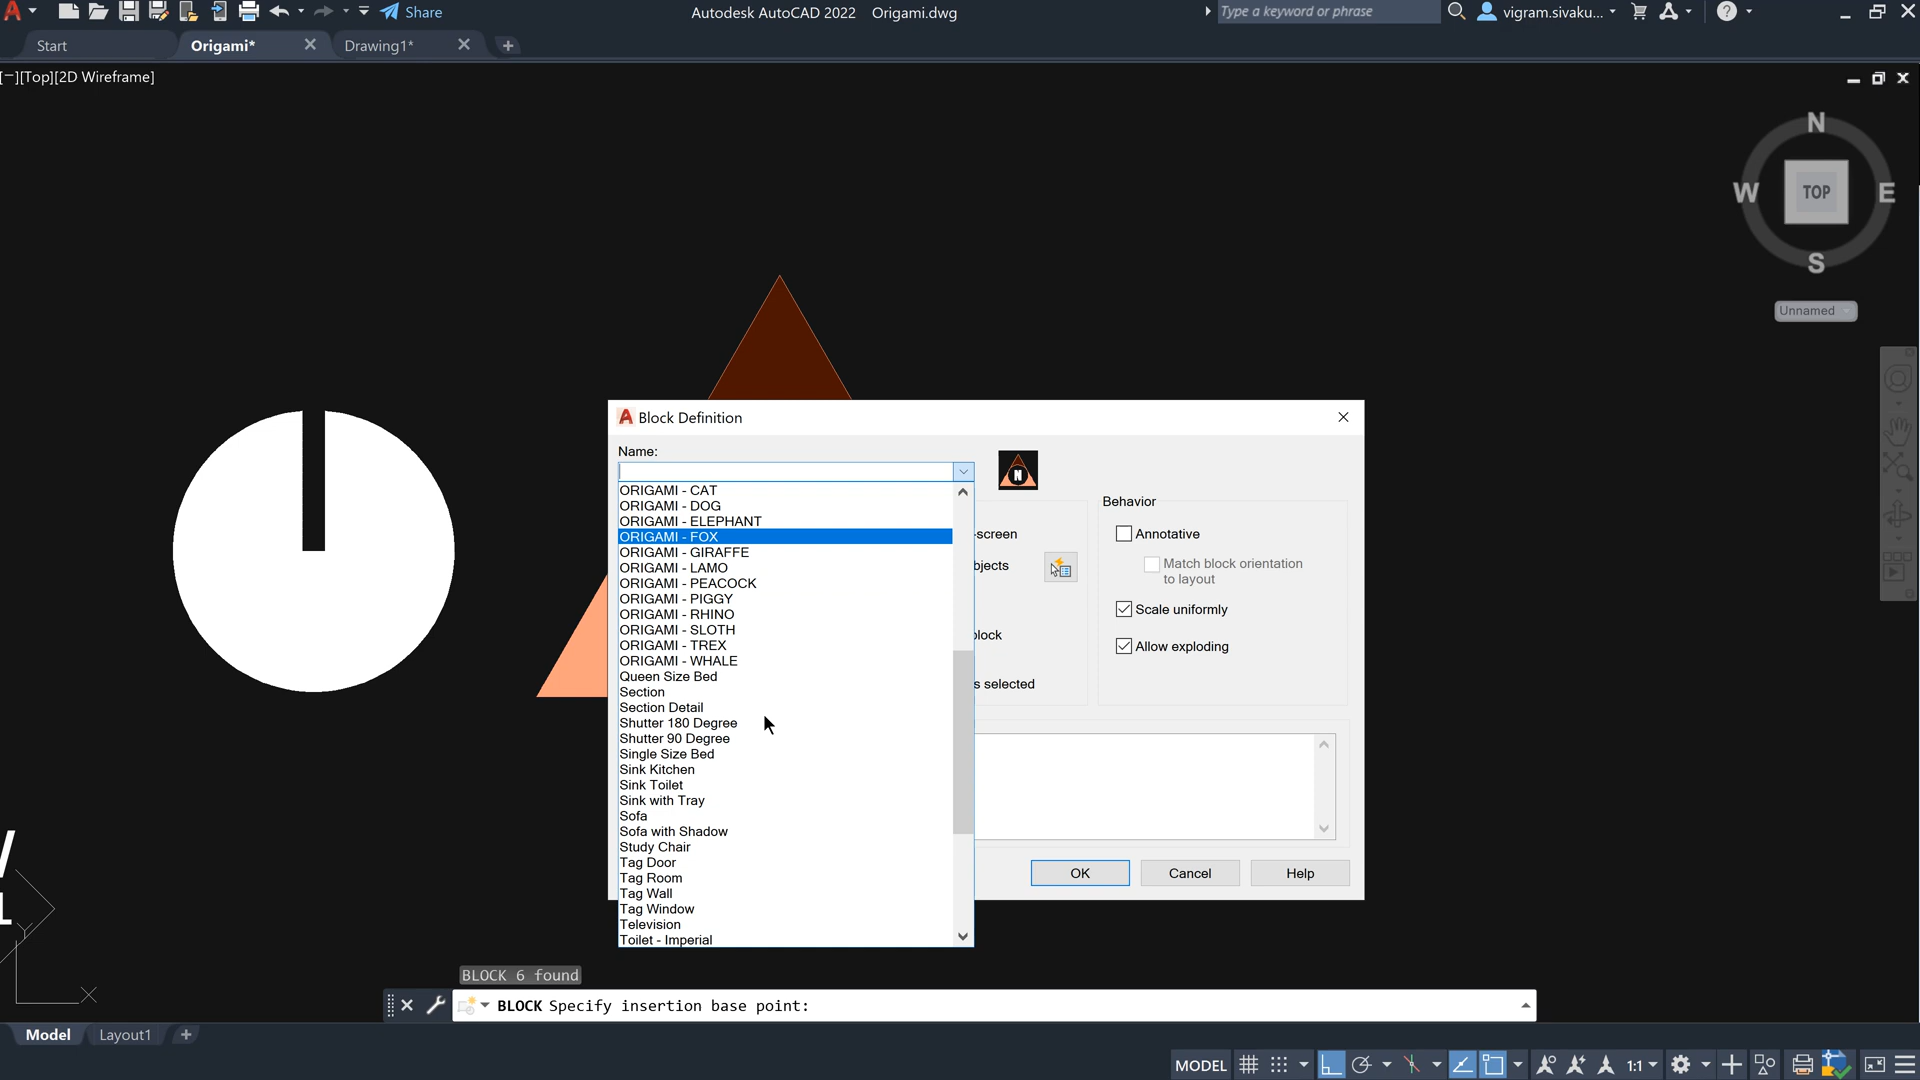 Share
Autodesk AutoCAD 2022 Origami.dwg
Type a keyword or phrase
vigram.sivaku...
Start
Origami*
Drawing1*
[−][Top][2D Wireframe]
N
W
TOP
E
S
Unnamed
Block Definition
Name:
N
ORIGAMI - CAT
ORIGAMI - DOG
ORIGAMI - ELEPHANT
ORIGAMI - FOX
ORIGAMI - GIRAFFE
ORIGAMI - LAMO
ORIGAMI - PEACOCK
ORIGAMI - PIGGY
ORIGAMI - RHINO
ORIGAMI - SLOTH
ORIGAMI - TREX
ORIGAMI - WHALE
Queen Size Bed
Section
Section Detail
Shutter 180 Degree
Shutter 90 Degree
Single Size Bed
Sink Kitchen
Sink Toilet
Sink with Tray
Sofa
Sofa with Shadow
Study Chair
Tag Door
Tag Room
Tag Wall
Tag Window
Television
Toilet - Imperial
-screen
bjects
block
s selected
Behavior
Annotative
Match block orientation
to layout
Scale uniformly
Allow exploding
OK
Cancel
Help
Y
X
BLOCK 6 found
BLOCK Specify insertion base point:
Model
Layout1
MODEL
1:1